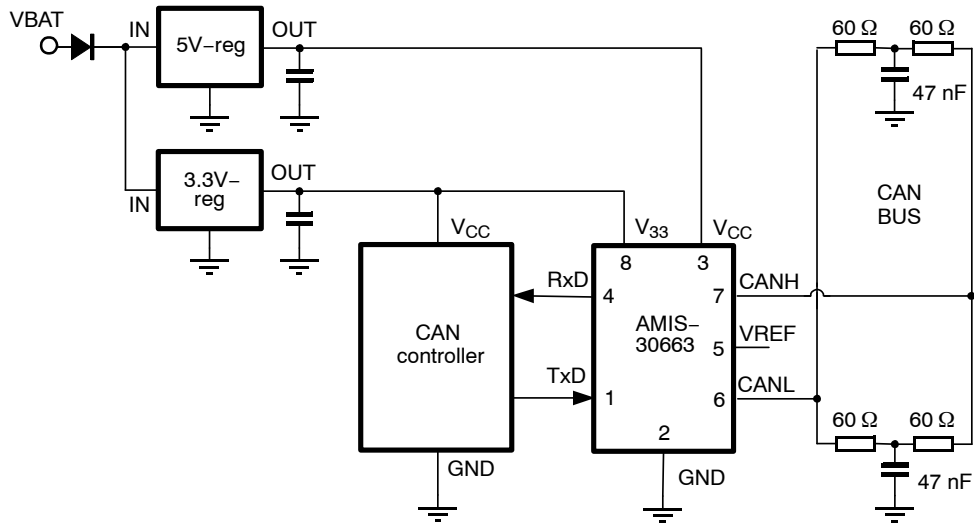 VBAT
IN
5V−reg
OUT
60 Ω
60 Ω
47 nF
IN
3.3V−
reg
OUT
CAN
BUS
VCC
V33
VCC
8
3
RxD
4
7
CANH
CAN
controller
AMIS−
30663
5
VREF
TxD
1
6
CANL
2
GND
GND
60 Ω
60 Ω
47 nF